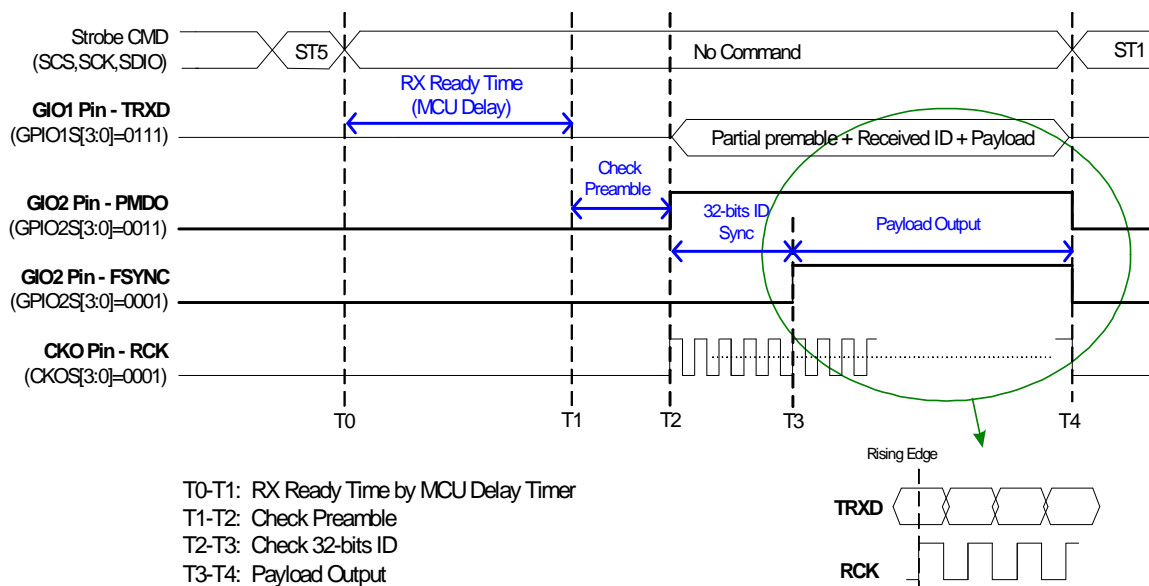 Strobe CMD
(SCS,SCK,SDIO)
ST5
No Command
ST1
RX Ready Time
(MCU Delay)
GIO1 Pin - TRXD
(GPIO1S[3:0]=0111)
Partial premable + Received ID + Payload
Check
Preamble
GIO2 Pin - PMDO
(GPIO2S[3:0]=0011)
32-bits ID
Sync
Payload Output
GIO2 Pin - FSYNC
(GPIO2S[3:0]=0001)
CKO Pin - RCK
(CKOS[3:0]=0001)
T0
T1
T2
T3
T4
Rising Edge
TRXD
RCK
T0-T1: RX Ready Time by MCU Delay Timer
T1-T2: Check Preamble
T2-T3: Check 32-bits ID
T3-T4: Payload Output